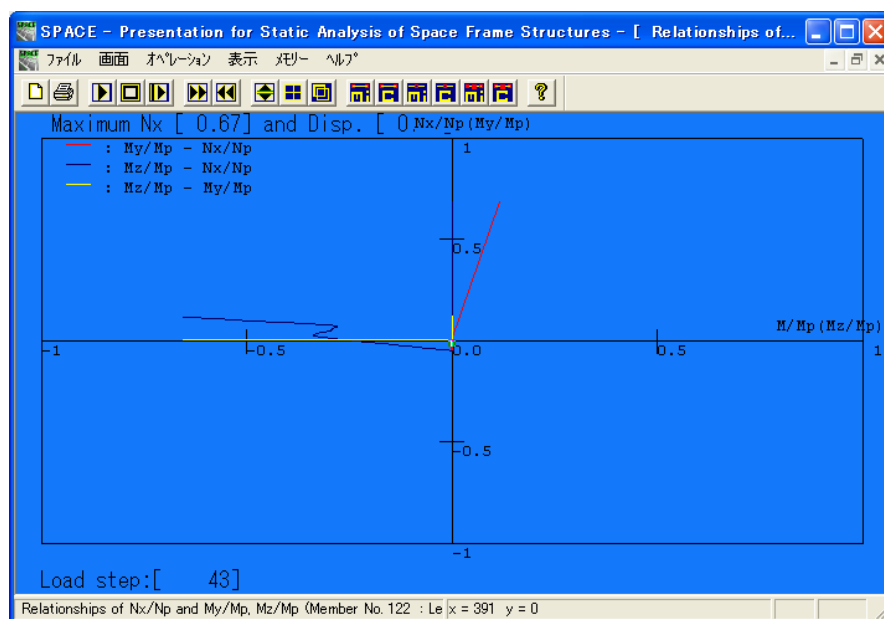 SPACE - Presentation for Static Analysis of Space Frame Structures - [ Relationships of...
ファイル 画面 オペレーション 表示 メモリー ヘルプ
Maximum Nx [ 0.67] and Disp. [ 0.
Nx/Np(My/Mp)
: My/Mp - Nx/Np
: Mz/Mp - Nx/Np
: Mz/Mp - My/Mp
1
0.5
M/Mp(Mz/Mp)
-1
-0.5
0.0
0.5
1
-0.5
-1
Load step:[ 43]
Relationships of Nx/Np and My/Mp, Mz/Mp (Member No. 122 : Le x = 391 y = 0